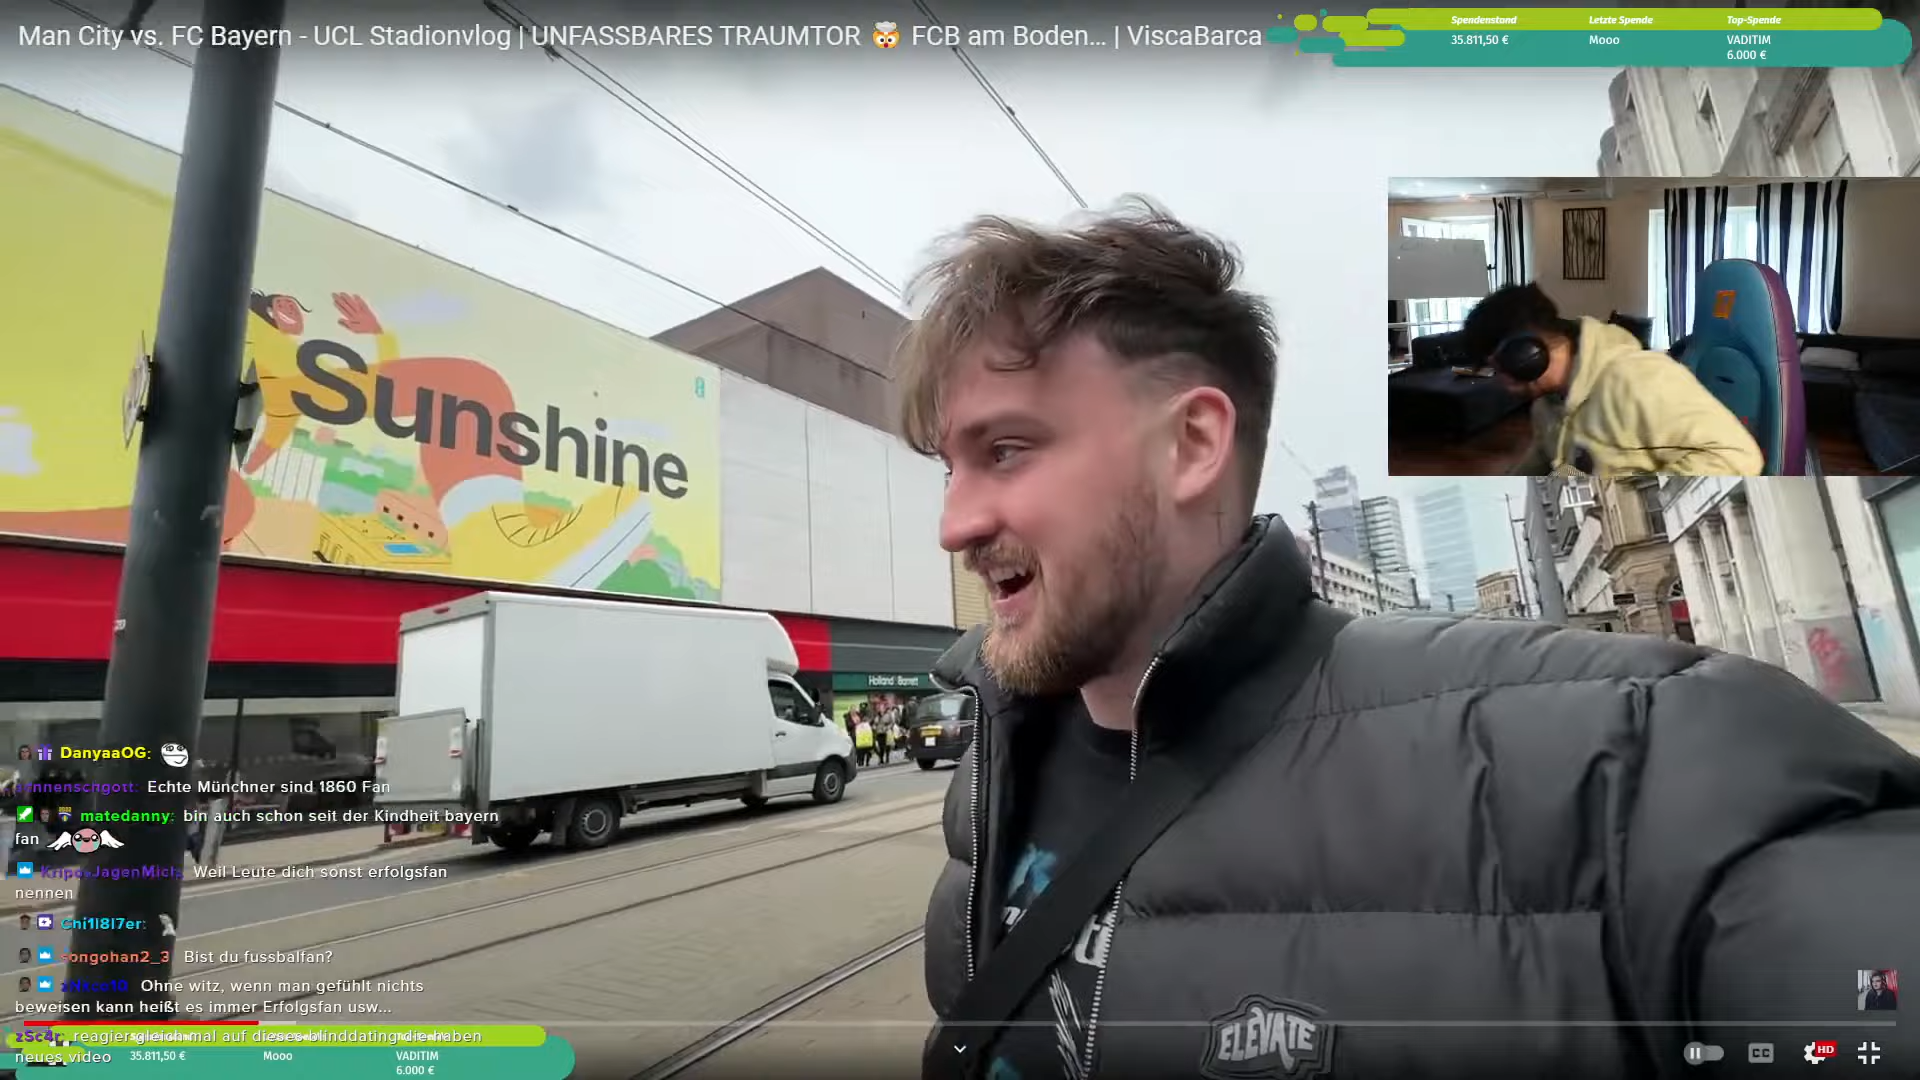 Man City vs. FC Bayern - UCL Stadionvlog | UNFASSBARES TRAUMTOR 🤯 FCB am Boden... | ViscaBarca
Spendenstand Letzte Spende Top-Spende
35.811,50 € Mooo VADITIM
6.000 €
Sunshine
Holland Barrett
DanyaaOG:
Echte Münchner sind 1860 Fan
matedanny: bin auch schon seit der Kindheit bayern
fan
Weil Leute dich sonst erfolgsfan
nennen
Chi1l8l7er:
songohan2_3 Bist du fussbalfan?
Ohne witz, wenn man gefühlt nichts
beweisen kann heißt es immer Erfolgsfan usw...
zSc4r: reagier gleich mal auf dieses blinddating die haben
neues video
35.811,50 € Mooo VADITIM
6.000 €
ELEVATE
CC
HD